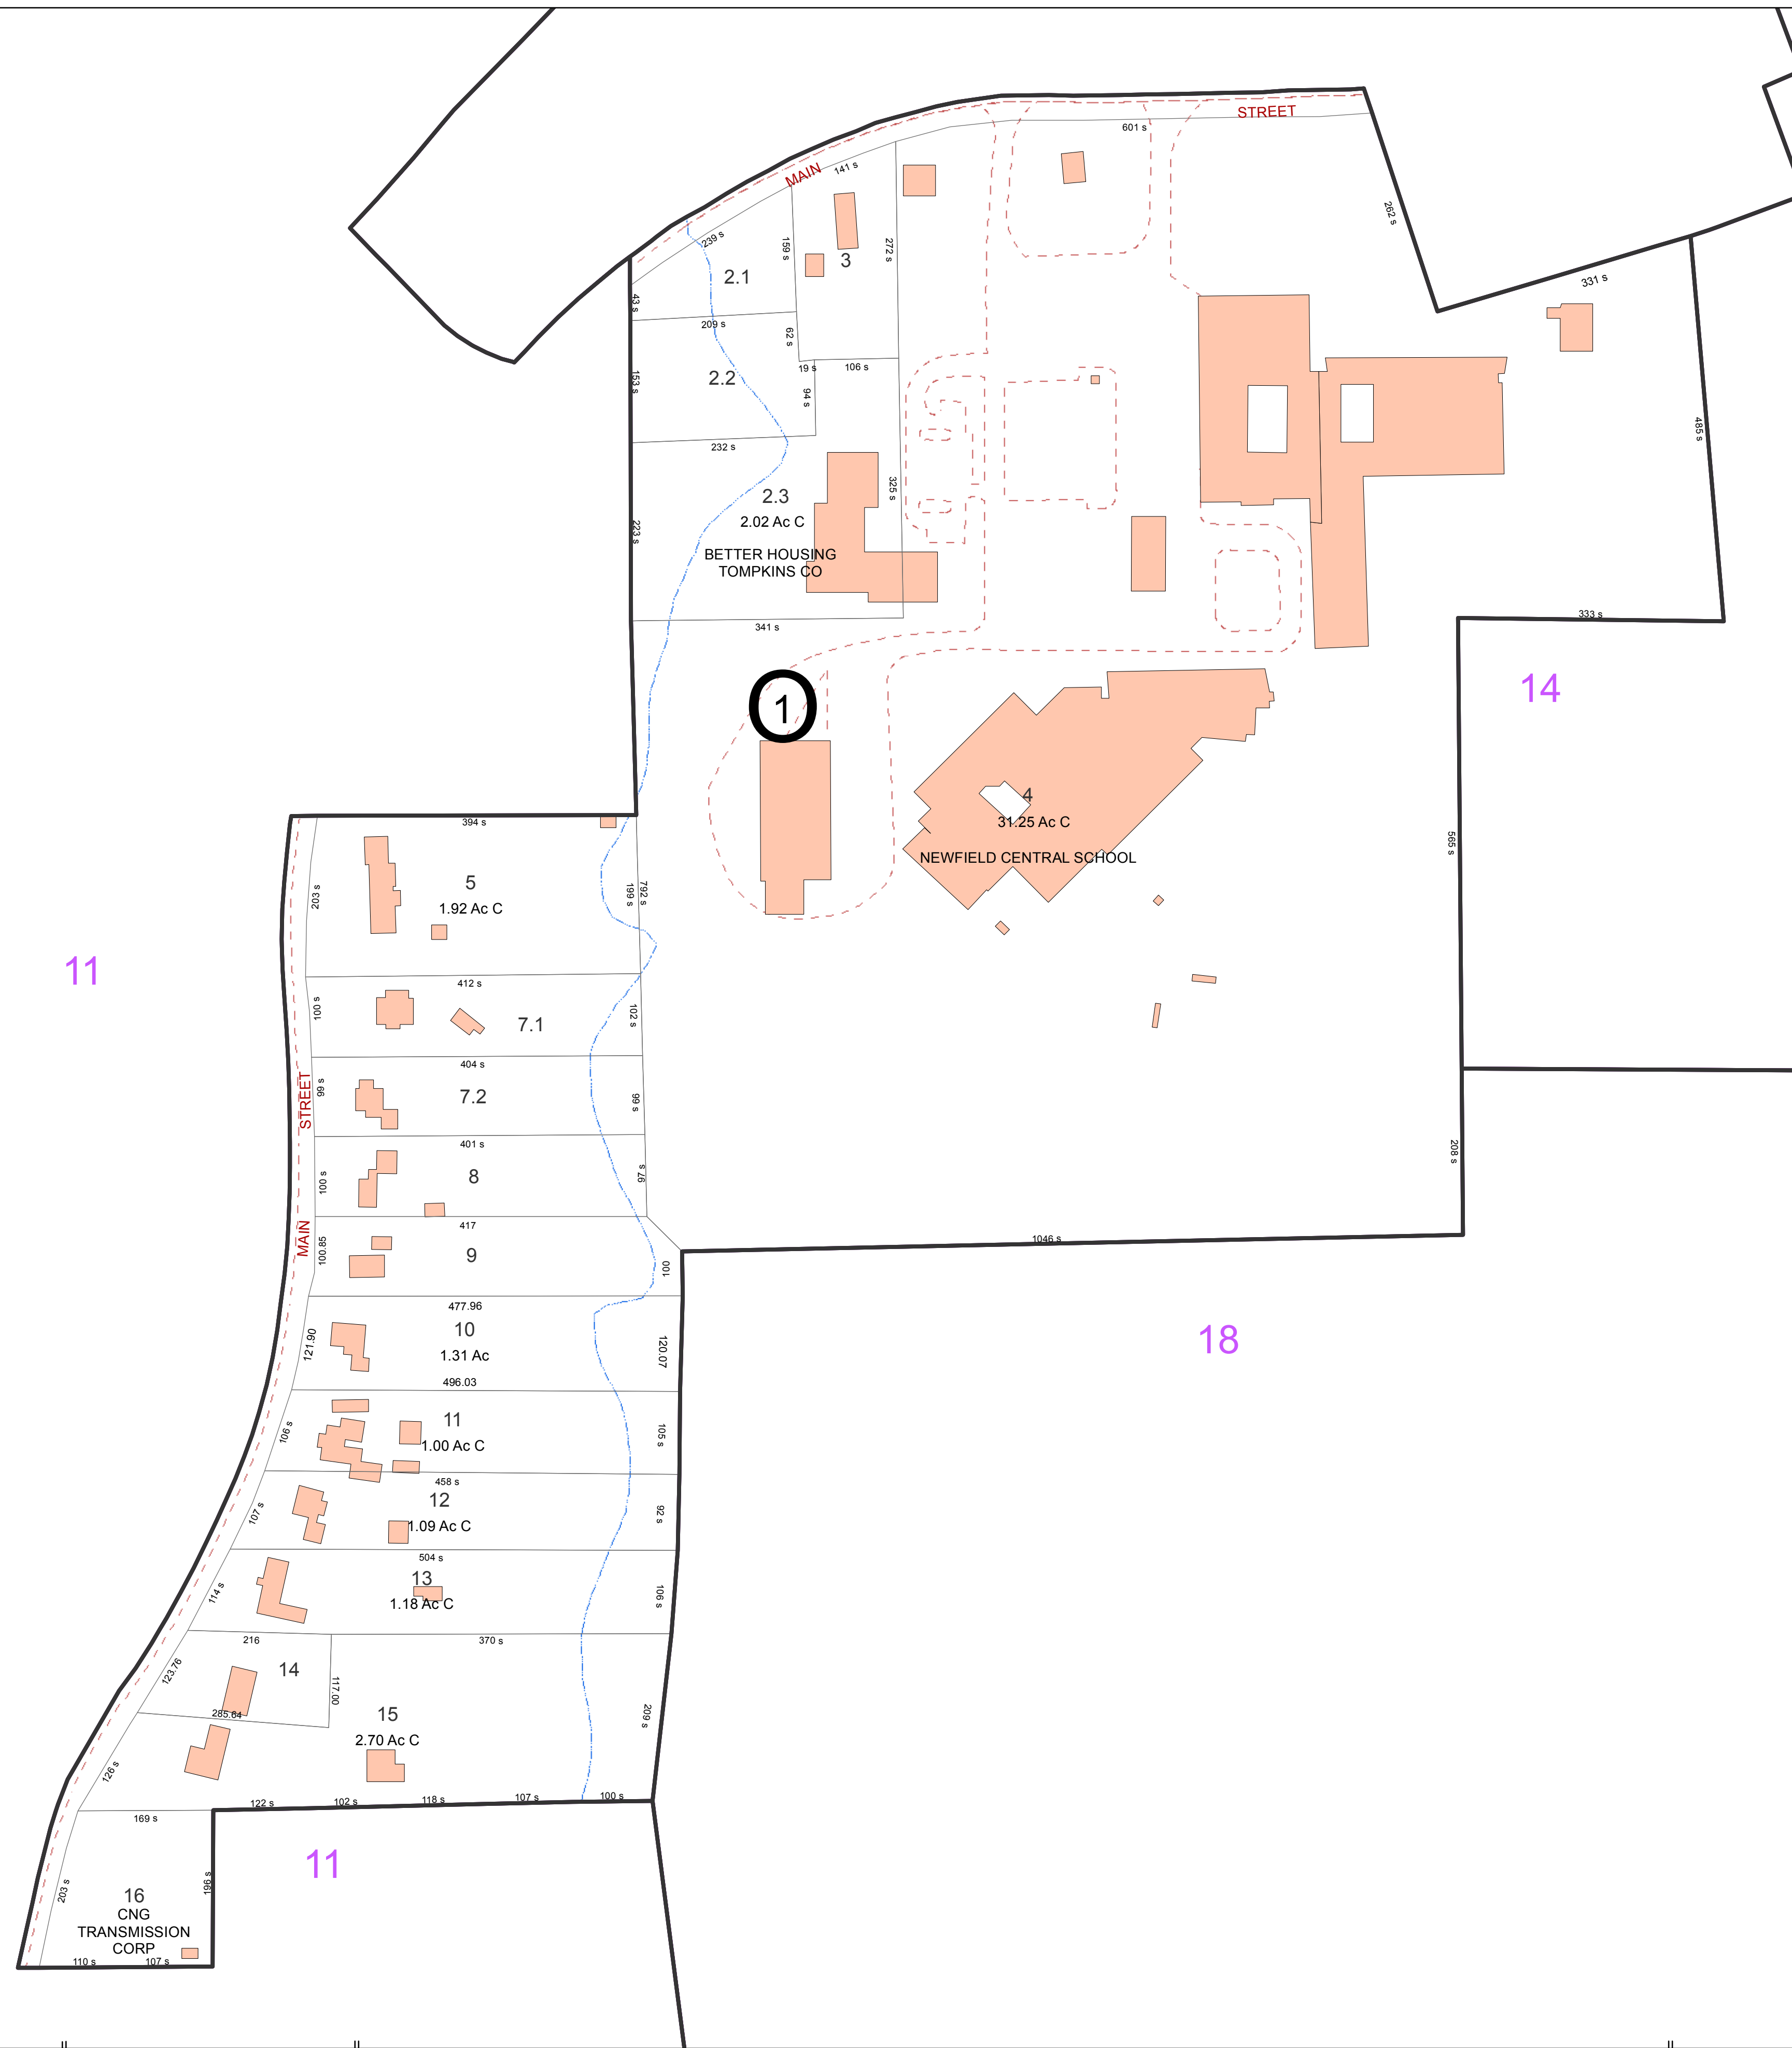 STREET
601 s
MAIN
141 s
262 s
239 s
159 s
272 s
3
2.1
331 s
43 s
209 s
62 s
19 s
106 s
153 s
2.2
94 s
485 s
232 s
325 s
2.3
2.02 Ac C
223 s
BETTER HOUSING
TOMPKINS CO
333 s
341 s
14
1
4
31.25 Ac C
394 s
565 s
NEWFIELD CENTRAL SCHOOL
203 s
5
1.92 Ac C
199 s
792 s
11
412 s
100 s
7.1
102 s
404 s
STREET
99 s
7.2
99 s
401 s
208 s
100 s
8
97 s
417
MAIN
100.85
9
100
1046 s
477.96
18
121.90
10
1.31 Ac
120.07
496.03
106 s
11
1.00 Ac C
105 s
458 s
107 s
12
1.09 Ac C
92 s
504 s
114 s
13
1.18 Ac C
106 s
216
370 s
123.76
14
117.00
285.64
15
2.70 Ac C
209 s
126 s
122 s
102 s
118 s
107 s
100 s
169 s
11
203 s
196 s
16
CNG
TRANSMISSION
CORP
110 s
107 s